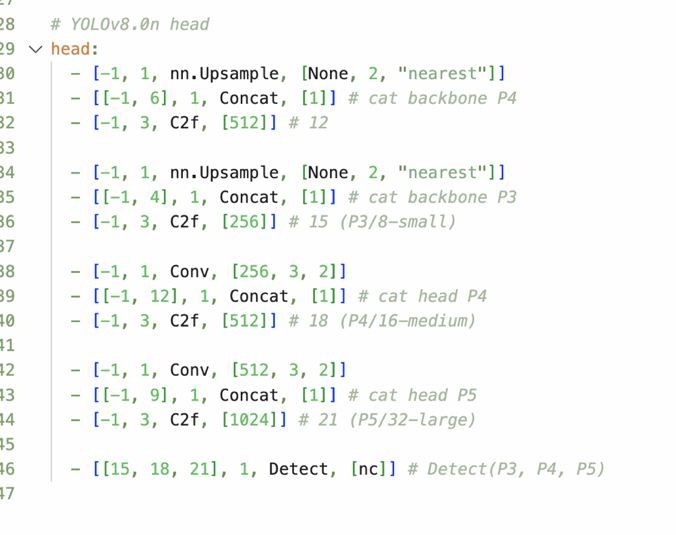 28 # YOLOv8.0n head
29 head:
30 - [-1, 1, nn.Upsample, [None, 2, "nearest"]]
31 - [[-1, 6], 1, Concat, [1]] # cat backbone P4
32 - [-1, 3, C2f, [512]] # 12
33
34 - [-1, 1, nn.Upsample, [None, 2, "nearest"]]
35 - [[-1, 4], 1, Concat, [1]] # cat backbone P3
36 - [-1, 3, C2f, [256]] # 15 (P3/8-small)
37
38 - [-1, 1, Conv, [256, 3, 2]]
39 - [[-1, 12], 1, Concat, [1]] # cat head P4
40 - [-1, 3, C2f, [512]] # 18 (P4/16-medium)
41
42 - [-1, 1, Conv, [512, 3, 2]]
43 - [[-1, 9], 1, Concat, [1]] # cat head P5
44 - [-1, 3, C2f, [1024]] # 21 (P5/32-large)
45
46 - [[15, 18, 21], 1, Detect, [nc]] # Detect(P3, P4, P5)
47